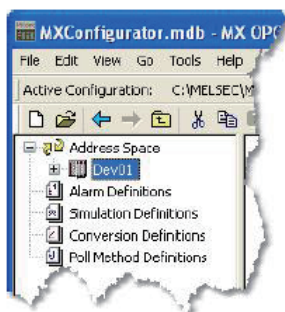 MXConfigurator.mdb - MX OPC
File Edit View Go Tools Help
Active Configuration: C:\MELSEC\M
Address Space
Dev01
Alarm Definitions
Simulation Definitions
Conversion Definitions
Poll Method Definitions